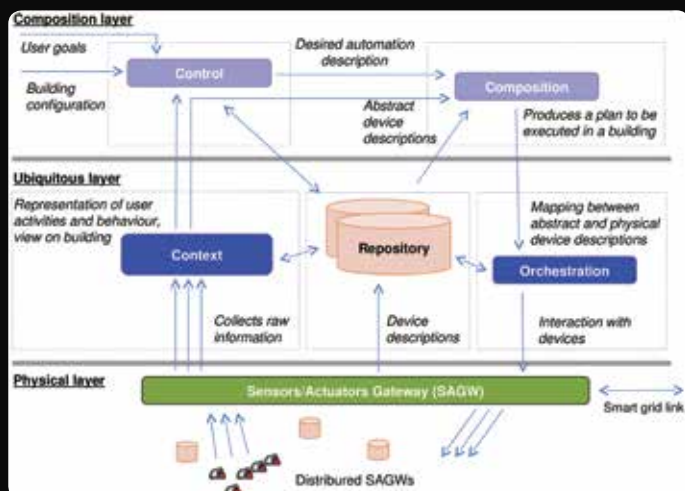 Composition layer
User goals
Building
configuration
Control
Desired automation
description
Abstract
device
descriptions
Composition
Produces a plan to be
executed in a building
Ubiquitous layer
Representation of user
activities and behaviour,
view on building
Context
Repository
Mapping between
abstract and physical
device descriptions
Orchestration
Collects raw
information
Device
descriptions
Interaction with
devices
Physical layer
Sensors/Actuators Gateway (SAGW)
Smart grid link
Distribured SAGWs